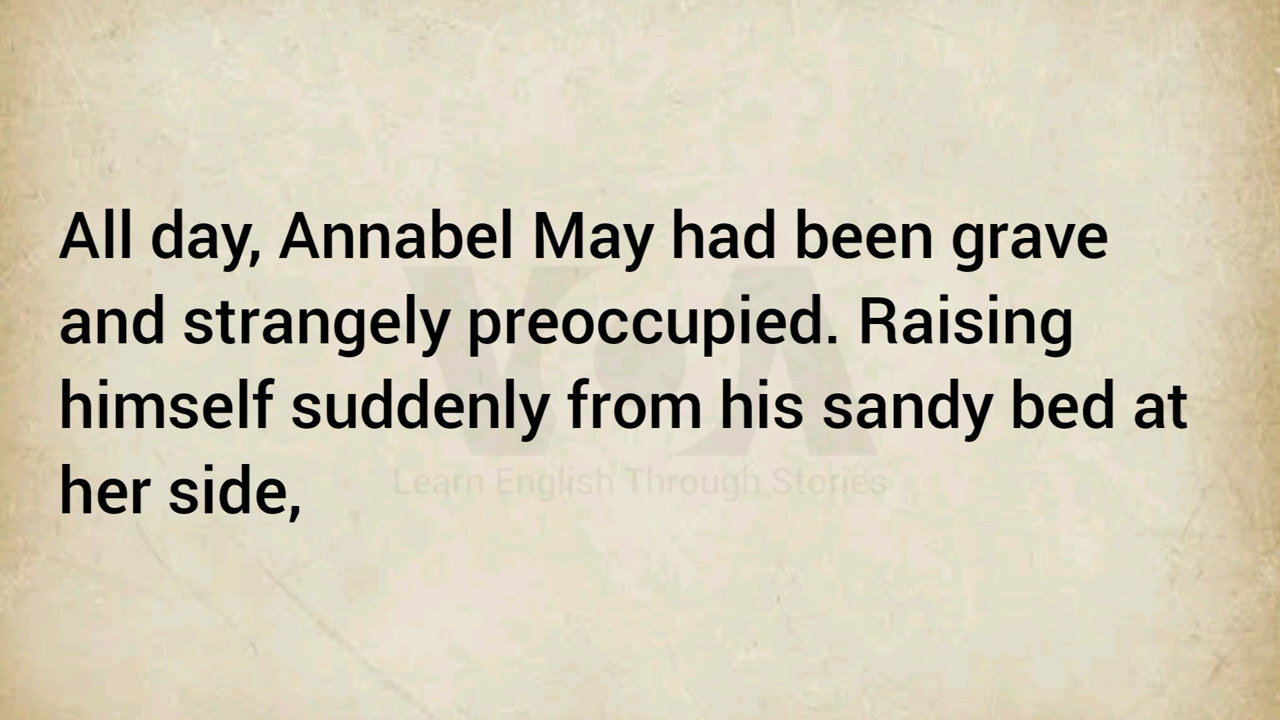 All day, Annabel May had been grave
and strangely preoccupied. Raising
himself suddenly from his sandy bed at
her side,
VOA
Learn English Through Stories